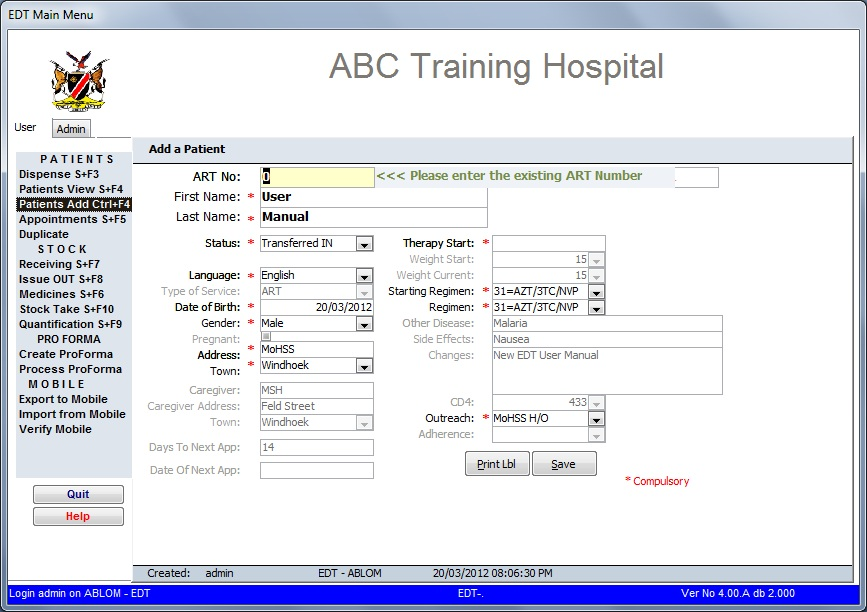 EDT Main Menu
ABC Training Hospital
User Admin
Add a Patient
PATIENTS
Dispense S+F3
Patients View S+F4
Patients Add Ctrl+F4
Appointments S+F5
Duplicate
STOCK
Receiving S+F7
Issue OUT S+F8
Medicines S+F6
Stock Take S+F10
Quantification S+F9
PRO FORMA
Create ProForma
Process ProForma
MOBILE
Export to Mobile
Import from Mobile
Verify Mobile
Quit
Help
ART No: 0 <<< Please enter the existing ART Number
First Name: * User
Last Name: * Manual
Status: * Transferred IN
Language: * English
Type of Service: ART
Date of Birth: * 20/03/2012
Gender: * Male
Pregnant:
Address: * MoHSS
Town: * Windhoek
Caregiver: MSH
Caregiver Address: Feld Street
Town: Windhoek
Days To Next App: 14
Date Of Next App:
Therapy Start: *
Weight Start: 15
Weight Current: 15
Starting Regimen: * 31=AZT/3TC/NVP
Regimen: * 31=AZT/3TC/NVP
Other Disease: Malaria
Side Effects: Nausea
Changes: New EDT User Manual
CD4: 433
Outreach: * MoHSS H/O
Adherence:
Print Lbl Save
* Compulsory
Created: admin EDT - ABLOM 20/03/2012 08:06:30 PM
Login admin on ABLOM - EDT EDT-. Ver No 4.00.A db 2.000